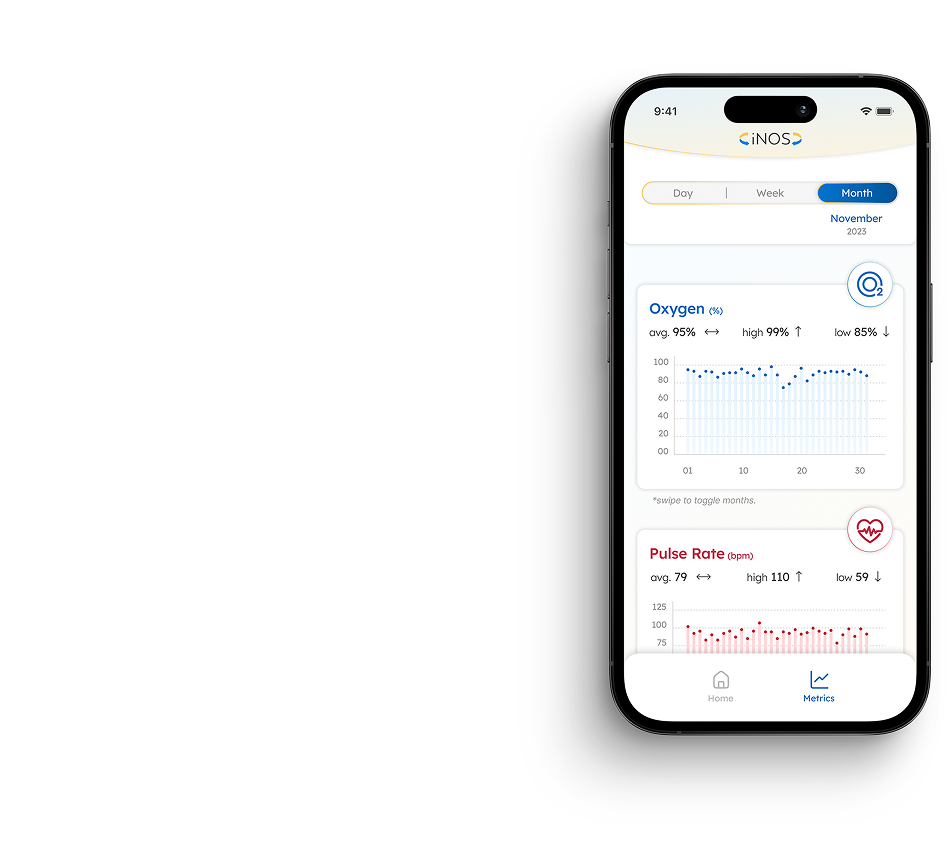 9:41
iNOS
Day Week Month
November
2023
O2
Oxygen (%)
avg. 95% ↔ high 99% ↑ low 85% ↓
100
80
60
40
20
00
01 10 20 30
*swipe to toggle months.
Pulse Rate (bpm)
avg. 79 ↔ high 110 ↑ low 59 ↓
125
100
75
Home Metrics